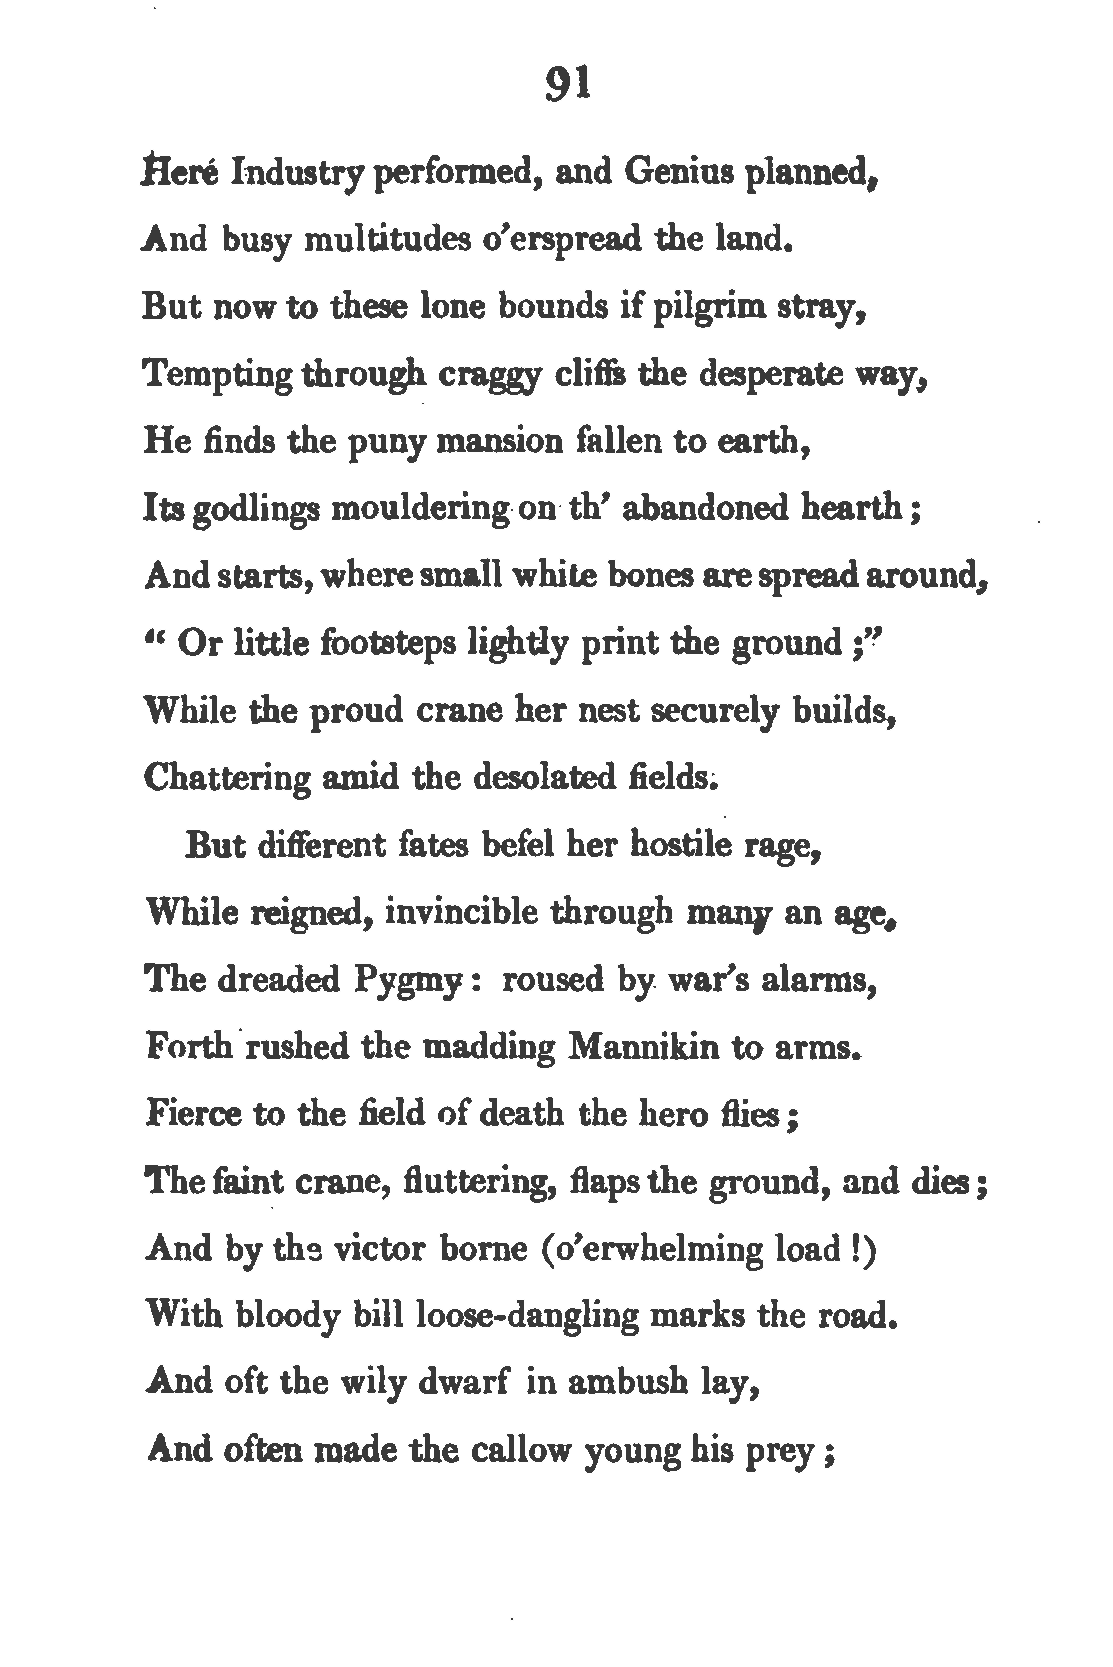 91
Here Industry performed, and Genius planned,
And busy multitudes o'erspread the land.
But now to these lone bounds if pilgrim stray,
Tempting through craggy cliffs the desperate way,
He finds the puny mansion fallen to earth,
Its godlings mouldering on th' abandoned hearth;
And starts, where small white bones are spread around,
"Or little footsteps lightly print the ground;"
While the proud crane her nest securely builds,
Chattering amid the desolated fields.
But different fates befel her hostile rage,
While reigned, invincible through many an age,
The dreaded Pygmy: roused by war's alarms,
Forth rushed the madding Mannikin to arms.
Fierce to the field of death the hero flies;
The faint crane, fluttering, flaps the ground, and dies;
And by the victor borne (o'erwhelming load!)
With bloody bill loose-dangling marks the road.
And oft the wily dwarf in ambush lay,
And often made the callow young his prey;